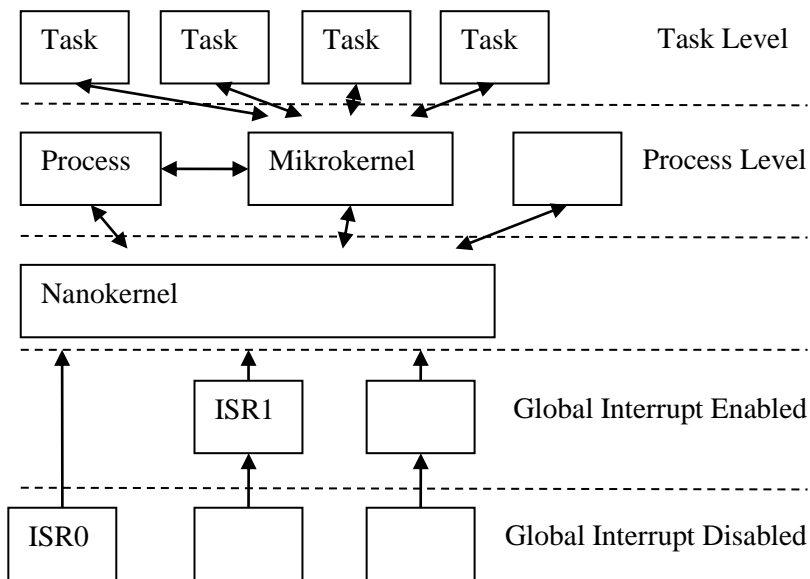 Task Task Task Task Task Level
Process Mikrokernel Process Level
Nanokernel
ISR1 Global Interrupt Enabled
ISR0 Global Interrupt Disabled